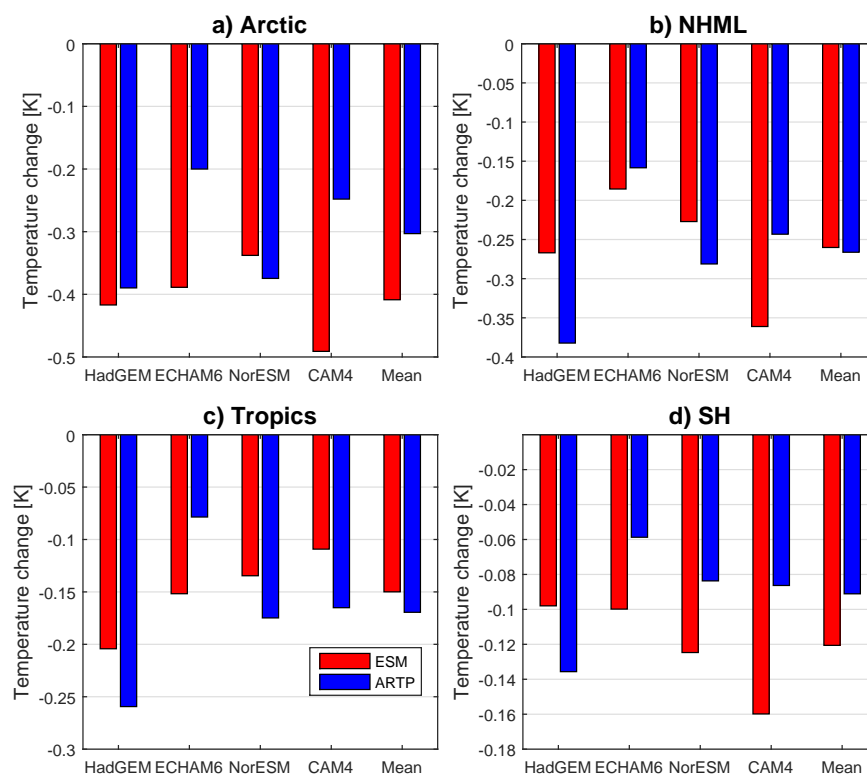 a) Arctic
Temperature change [K]
0
-0.1
-0.2
-0.3
-0.4
-0.5
HadGEM ECHAM6 NorESM CAM4 Mean
b) NHML
Temperature change [K]
0
-0.05
-0.1
-0.15
-0.2
-0.25
-0.3
-0.35
-0.4
HadGEM ECHAM6 NorESM CAM4 Mean
c) Tropics
Temperature change [K]
0
-0.05
-0.1
-0.15
-0.2
-0.25
-0.3
HadGEM ECHAM6 NorESM CAM4 Mean
ESM
ARTP
d) SH
Temperature change [K]
-0.02
-0.04
-0.06
-0.08
-0.1
-0.12
-0.14
-0.16
-0.18
HadGEM ECHAM6 NorESM CAM4 Mean